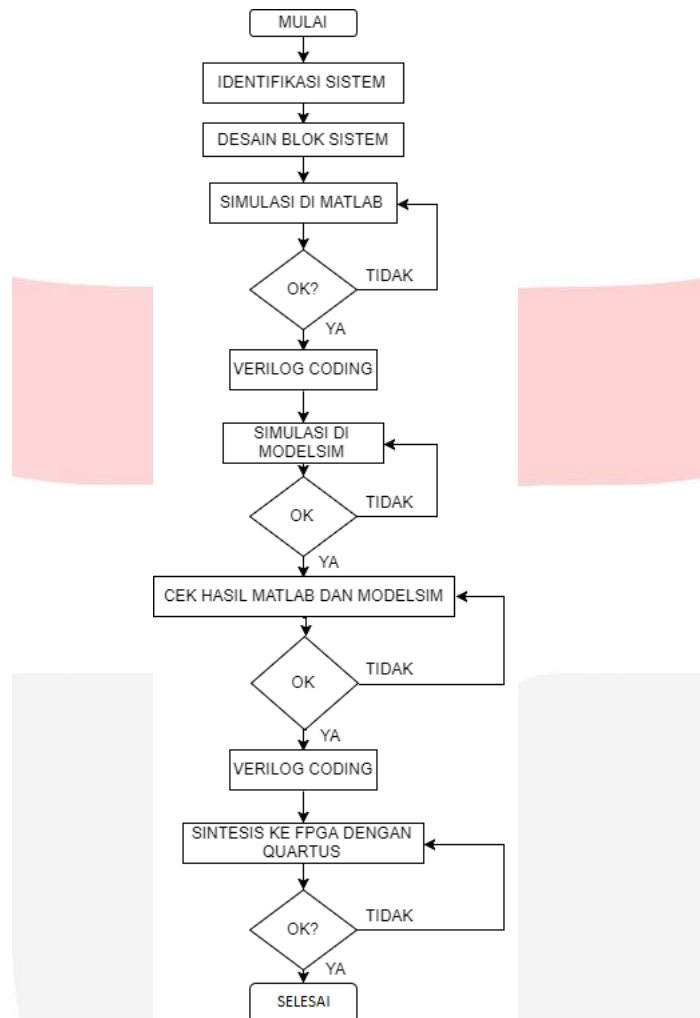 MULAI
IDENTIFIKASI SISTEM
DESAIN BLOK SISTEM
SIMULASI DI MATLAB
OK?
TIDAK
YA
VERILOG CODING
SIMULASI DI
MODELSIM
OK
TIDAK
YA
CEK HASIL MATLAB DAN MODELSIM
OK
TIDAK
YA
VERILOG CODING
SINTESIS KE FPGA DENGAN
QUARTUS
OK?
TIDAK
YA
SELESAI